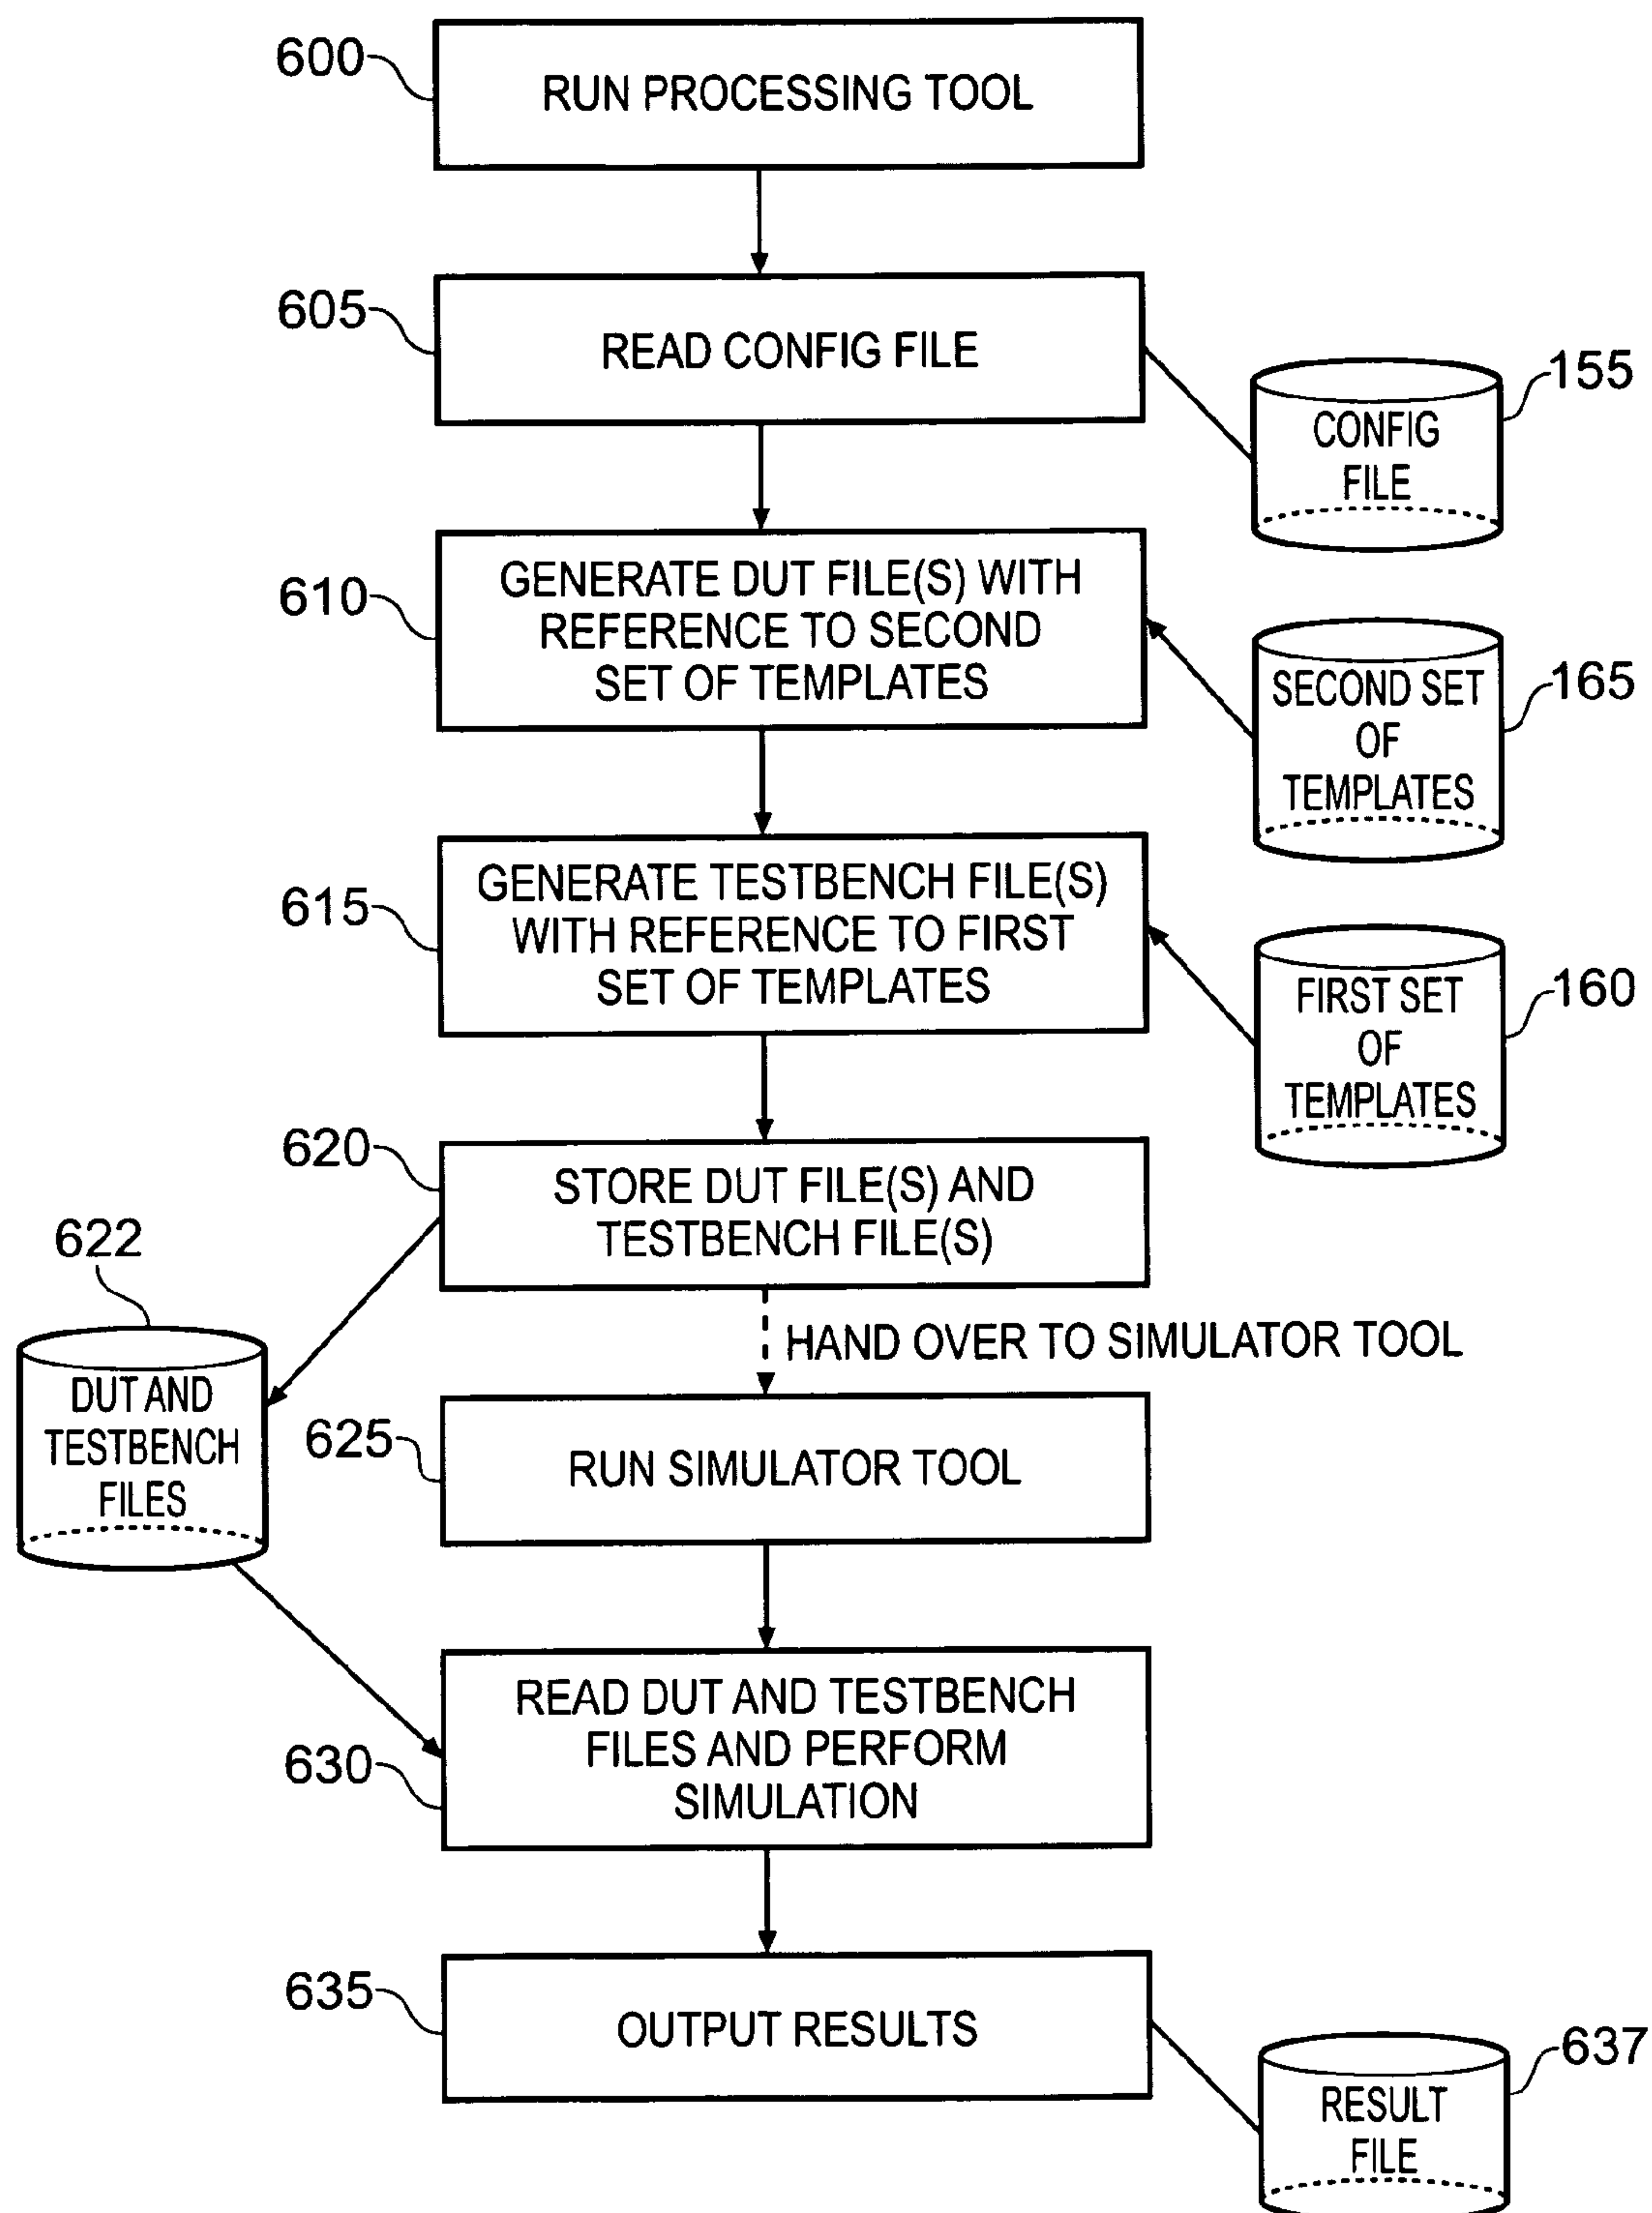 600
RUN PROCESSING TOOL
605
READ CONFIG FILE
155
CONFIG
FILE
610
GENERATE DUT FILE(S) WITH
REFERENCE TO SECOND
SET OF TEMPLATES
165
SECOND SET
OF
TEMPLATES
615
GENERATE TESTBENCH FILE(S)
WITH REFERENCE TO FIRST
SET OF TEMPLATES
160
FIRST SET
OF
TEMPLATES
620
STORE DUT FILE(S) AND
TESTBENCH FILE(S)
622
DUT AND
TESTBENCH
FILES
HAND OVER TO SIMULATOR TOOL
625
RUN SIMULATOR TOOL
630
READ DUT AND TESTBENCH
FILES AND PERFORM
SIMULATION
635
OUTPUT RESULTS
637
RESULT
FILE